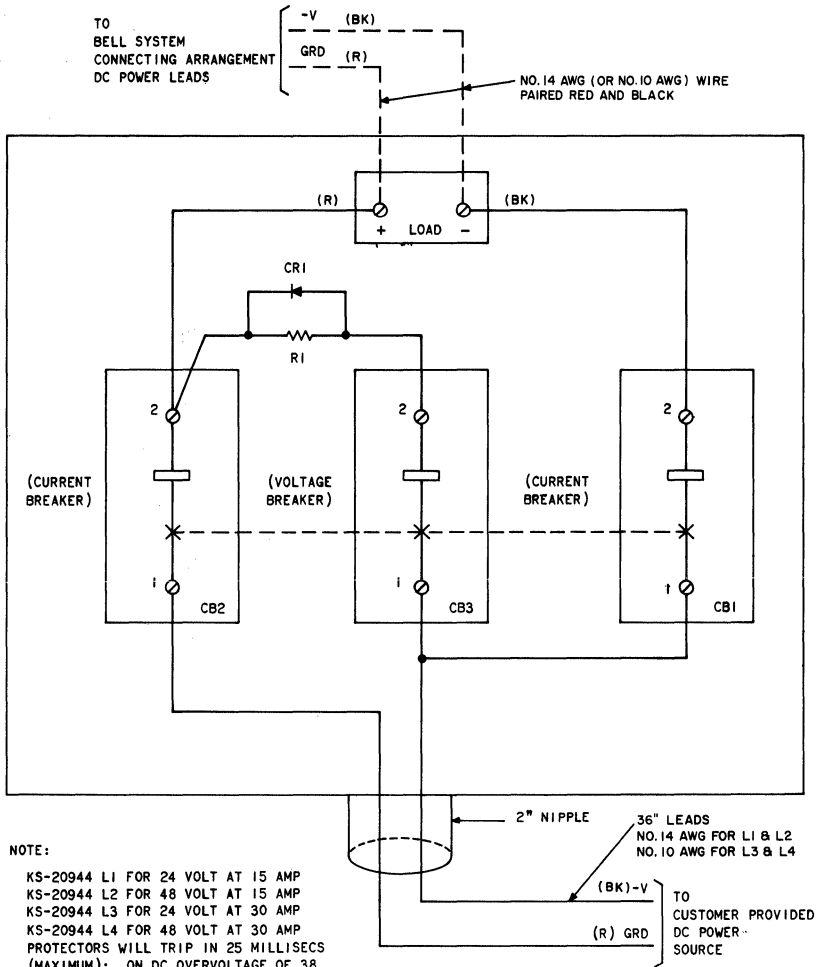 TO
BELL SYSTEM
CONNECTING ARRANGEMENT
DC POWER LEADS
-V (BK)
GRD (R)
NO. 14 AWG (OR NO. 10 AWG) WIRE
PAIRED RED AND BLACK
(R)
(BK)
+ LOAD -
CR1
R1
2
2
2
(CURRENT
BREAKER)
(VOLTAGE
BREAKER)
(CURRENT
BREAKER)
1
1
1
CB2
CB3
CB1
2" NIPPLE
36" LEADS
NO. 14 AWG FOR L1 & L2
NO. 10 AWG FOR L3 & L4
(BK)-V
(R) GRD
TO
CUSTOMER PROVIDED
DC POWER
SOURCE
NOTE:
KS-20944 L1 FOR 24 VOLT AT 15 AMP
KS-20944 L2 FOR 48 VOLT AT 15 AMP
KS-20944 L3 FOR 24 VOLT AT 30 AMP
KS-20944 L4 FOR 48 VOLT AT 30 AMP
PROTECTORS WILL TRIP IN 25 MILLISECS
(MAXIMUM): ON DC OVERVOLTAGE OF 38